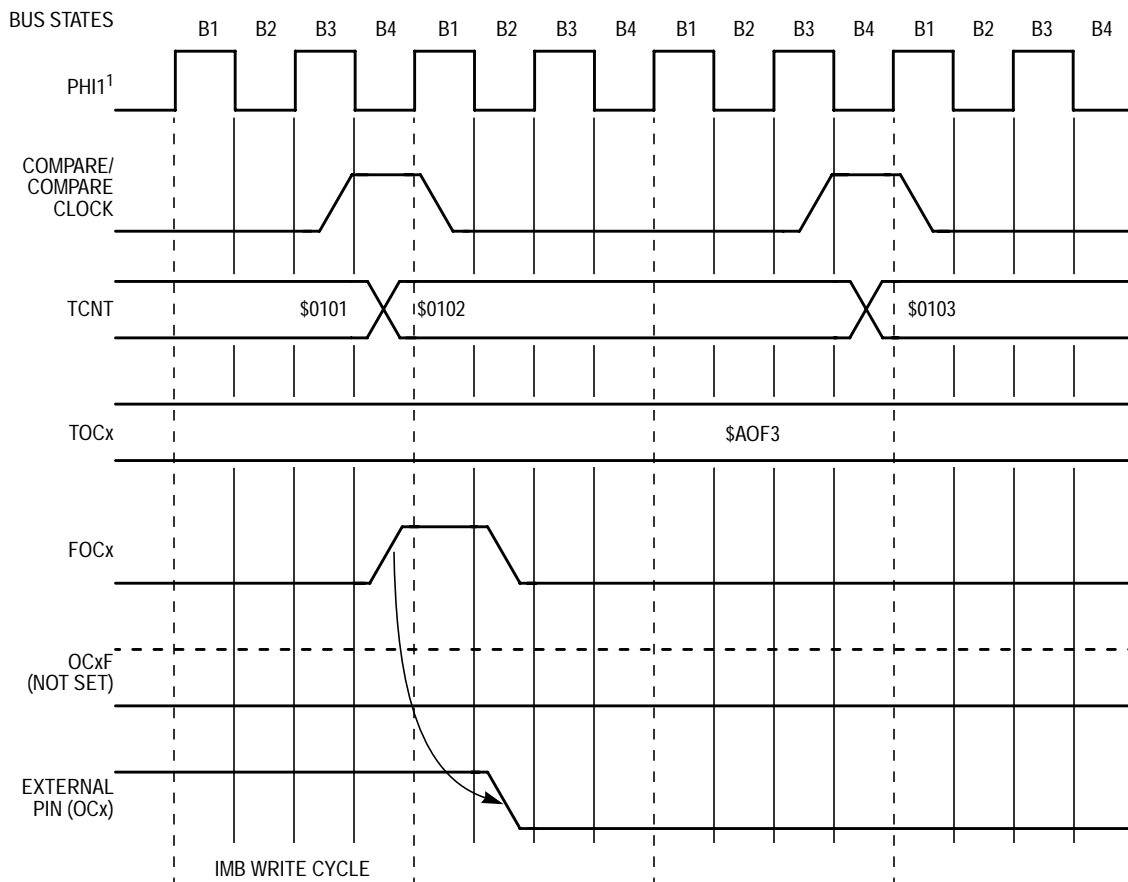 BUS STATES
B1 B2 B3 B4 B1 B2 B3 B4 B1 B2 B3 B4 B1 B2 B3 B4
PHI1¹
COMPARE/
COMPARE
CLOCK
TCNT
$0101 $0102 $0103
TOCx
$AOF3
FOCx
OCxF
(NOT SET)
EXTERNAL
PIN (OCx)
IMB WRITE CYCLE